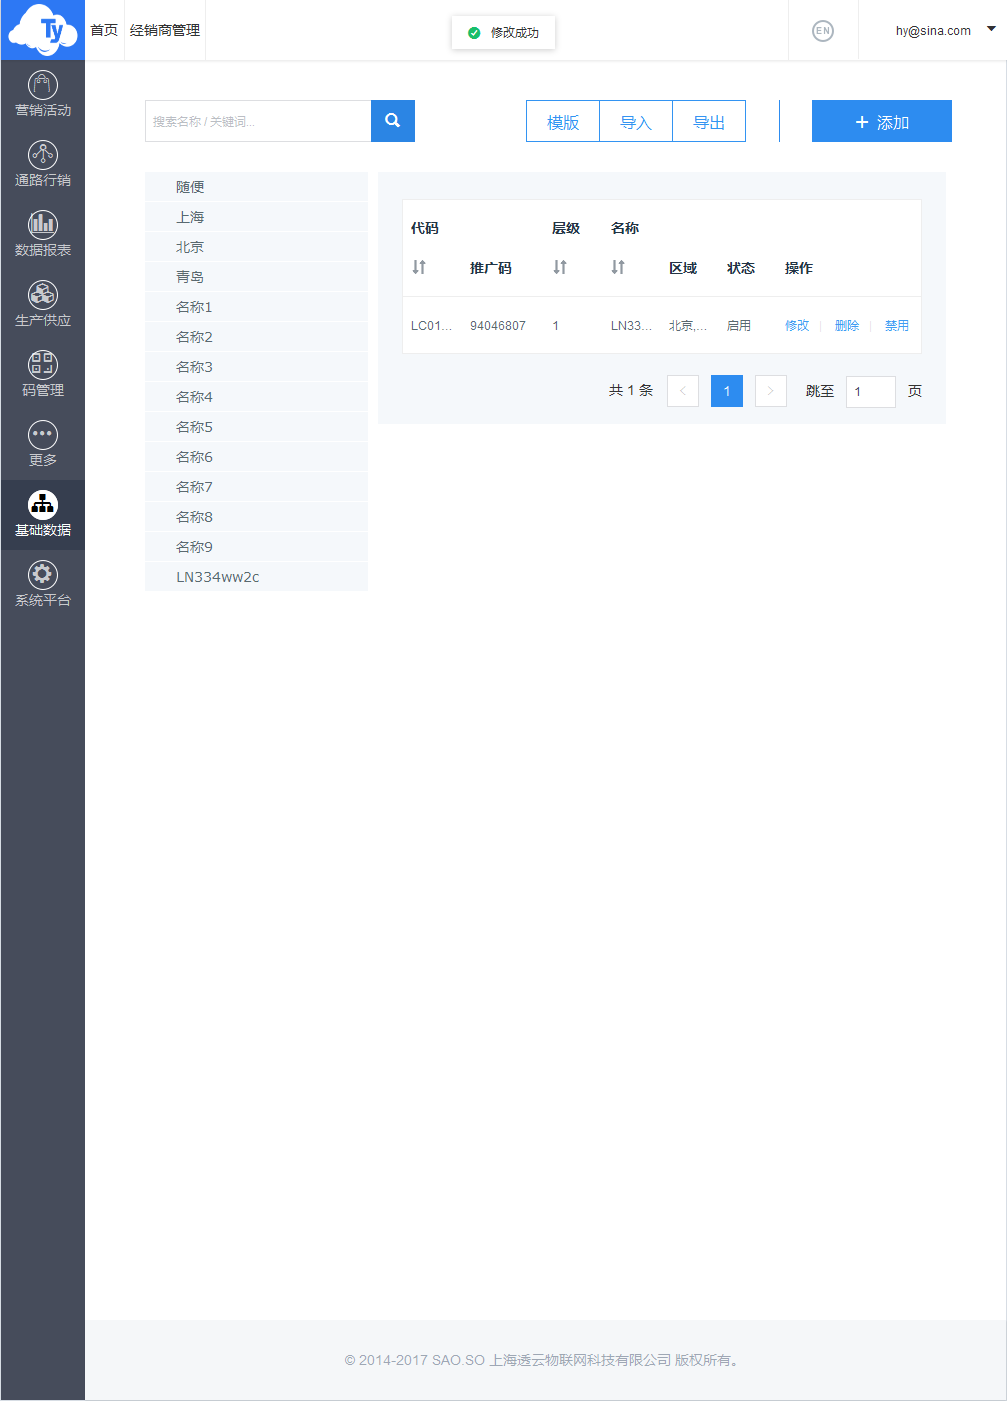 Ty
首页
经销商管理
修改成功
EN
hy@sina.com
营销活动
通路行销
数据报表
生产供应
码管理
更多
基础数据
系统平台
搜索名称 / 关键词...
模版
导入
导出
+ 添加
随便
上海
北京
青岛
名称1
名称2
名称3
名称4
名称5
名称6
名称7
名称8
名称9
LN334ww2c
代码 推广码 层级 名称 区域 状态 操作
LC01... 94046807 1 LN33... 北京,... 启用 修改 删除 禁用
共 1 条 < 1 > 跳至 1 页
© 2014-2017 SAO.SO 上海透云物联网科技有限公司 版权所有。